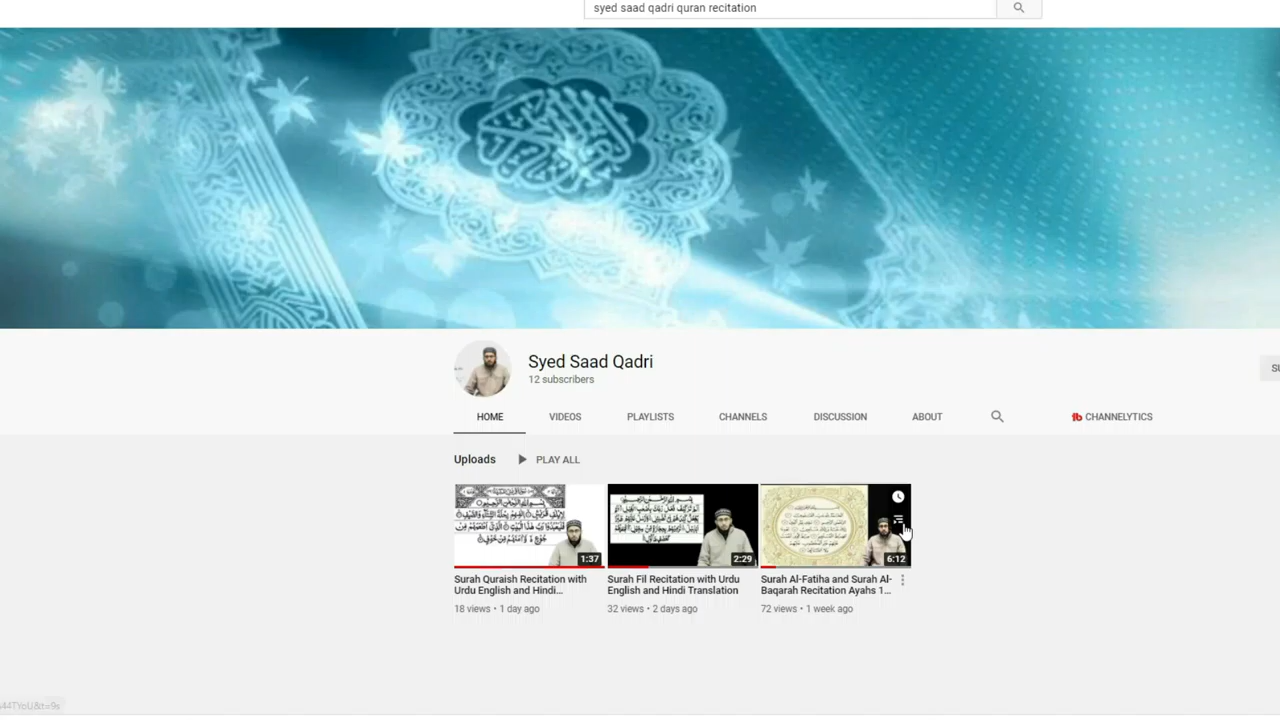 syed saad qadri quran recitation
Syed Saad Qadri
12 subscribers
SU
HOME
VIDEOS
PLAYLISTS
CHANNELS
DISCUSSION
ABOUT
CHANNELYTICS
Uploads
PLAY ALL
1:37
2:29
6:12
Surah Quraish Recitation with
Urdu English and Hindi...
18 views • 1 day ago
Surah Fil Recitation with Urdu
English and Hindi Translation
32 views • 2 days ago
Surah Al-Fatiha and Surah Al-
Baqarah Recitation Ayahs 1...
72 views • 1 week ago
44TYoU&t=9s